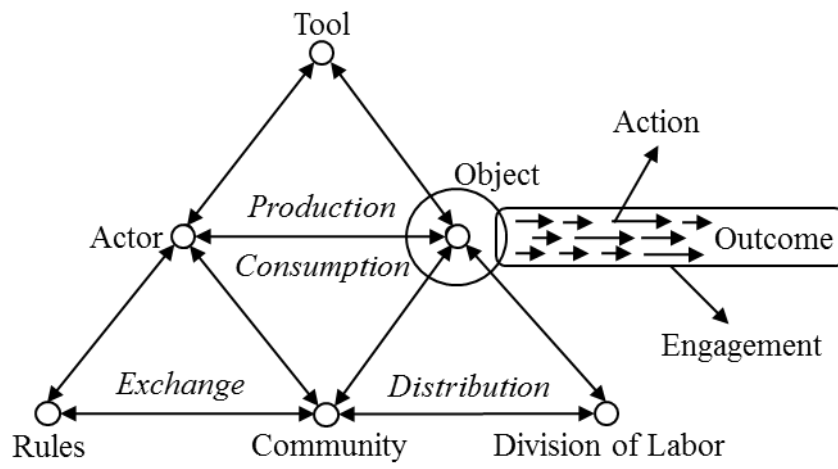 Tool
Action
Object
Production
Actor
Outcome
Consumption
Engagement
Exchange
Distribution
Rules
Community
Division of Labor